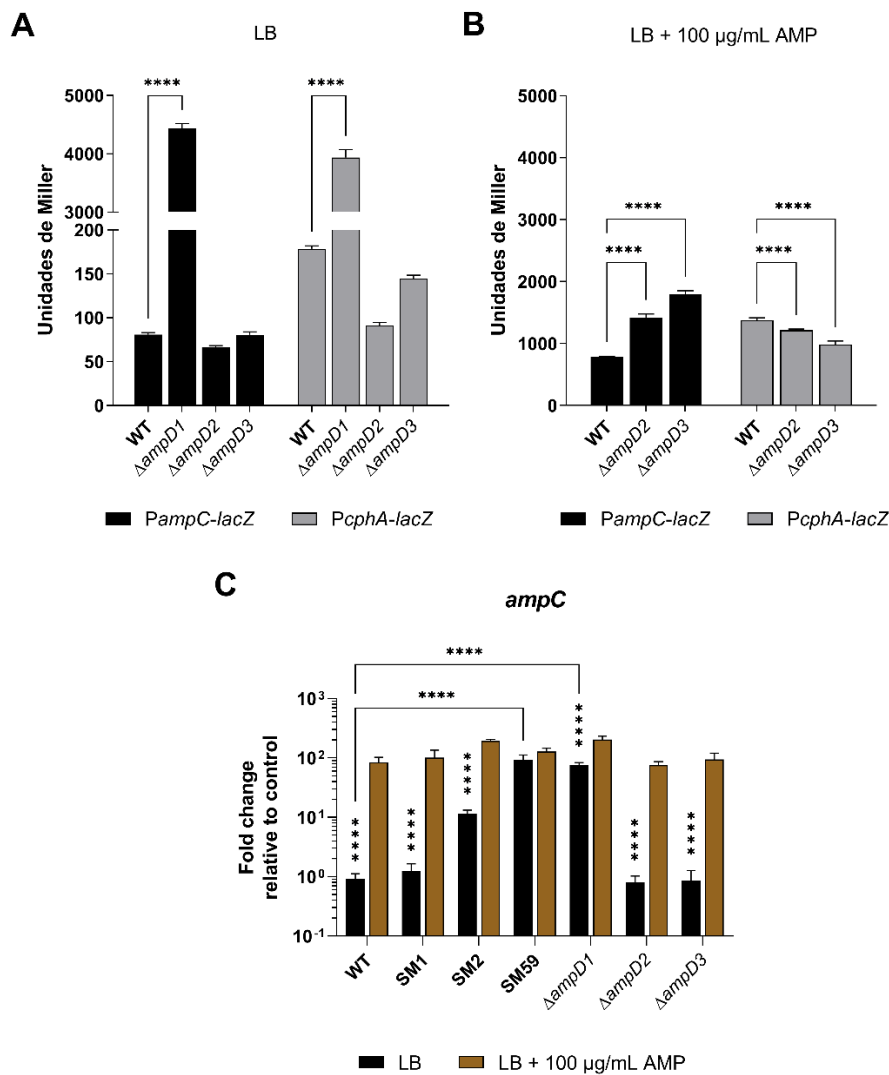 A
LB
Unidades de Miller
5000
4000
3000
200
150
100
50
0
****
****
WT
ΔampD1
ΔampD2
ΔampD3
WT
ΔampD1
ΔampD2
ΔampD3
PampC-lacZ
PcphA-lacZ
B
LB + 100 µg/mL AMP
Unidades de Miller
5000
4000
3000
2000
1000
0
****
****
****
****
WT
ΔampD2
ΔampD3
WT
ΔampD2
ΔampD3
PampC-lacZ
PcphA-lacZ
C
ampC
Fold change
relative to control
10³
10²
10¹
10⁰
10⁻¹
****
****
****
****
****
****
****
****
WT
SM1
SM2
SM59
ΔampD1
ΔampD2
ΔampD3
LB
LB + 100 µg/mL AMP